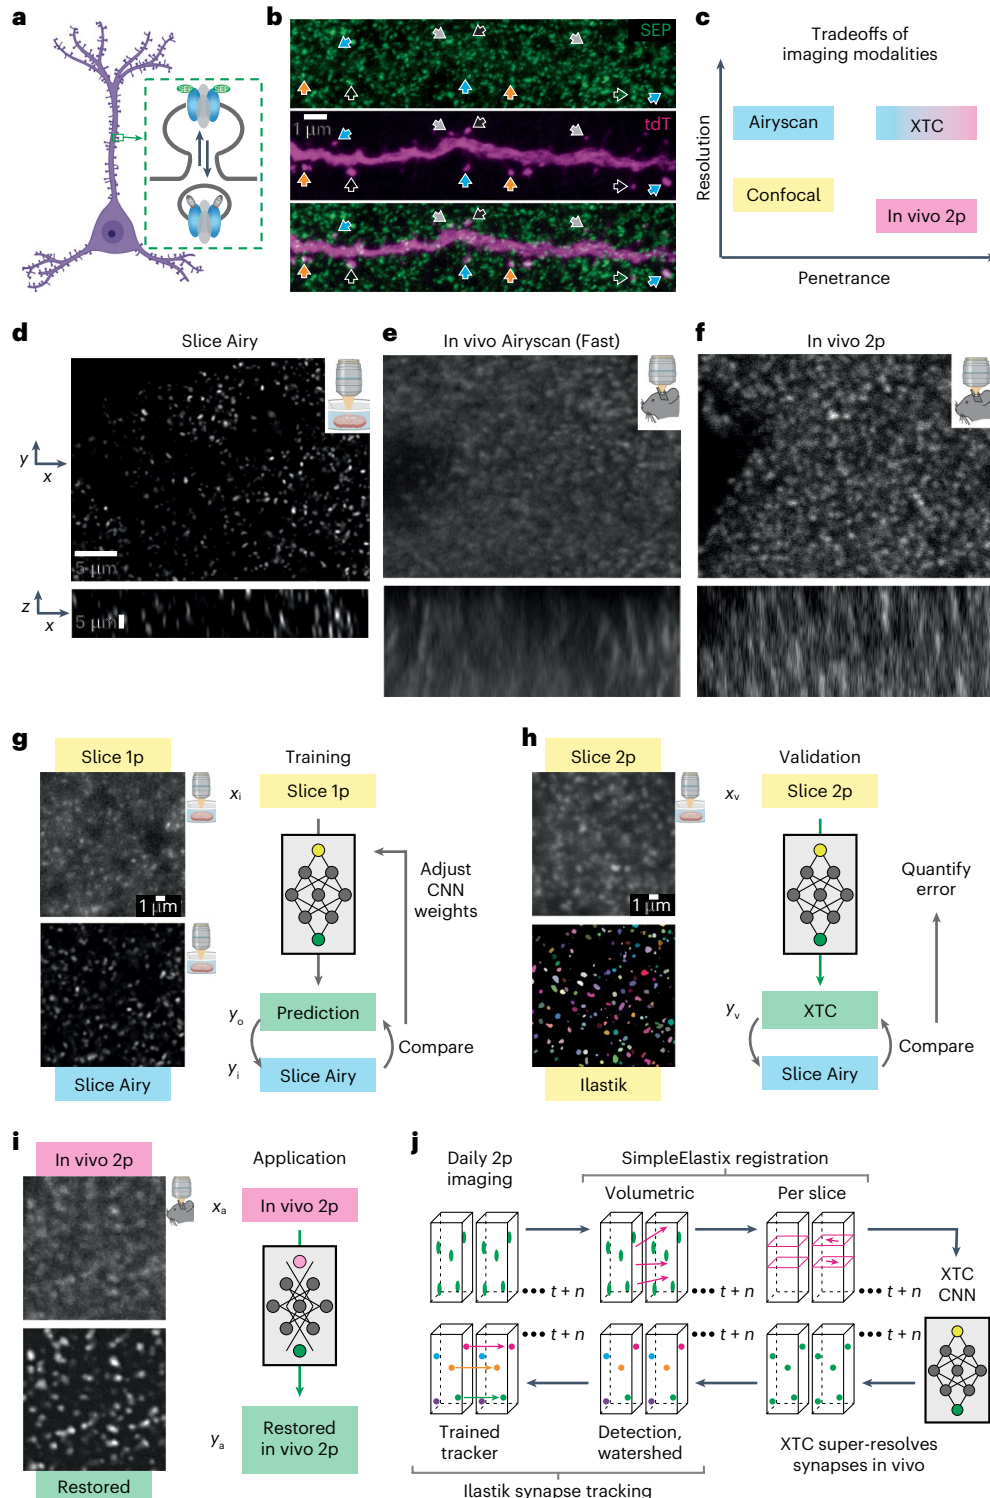 a
SEP
SEP
b
SEP
1 μm
tdT
c
Tradeoffs of
imaging modalities
Resolution
Airyscan
XTC
Confocal
In vivo 2p
Penetrance
d
Slice Airy
y
x
5 μm
z
x
5 μm
e
In vivo Airyscan (Fast)
f
In vivo 2p
g
Slice 1p
1 μm
Slice Airy
Training
xi
Slice 1p
Adjust
CNN
weights
yo
Prediction
Compare
yi
Slice Airy
h
Slice 2p
1 μm
Ilastik
Validation
xv
Slice 2p
Quantify
error
yv
XTC
Compare
Slice Airy
i
In vivo 2p
Restored
Application
xa
In vivo 2p
ya
Restored
in vivo 2p
j
Daily 2p
imaging
SimpleElastix registration
Volumetric
Per slice
t + n
t + n
t + n
XTC
CNN
t + n
t + n
t + n
Trained
tracker
Detection,
watershed
XTC super-resolves
synapses in vivo
Ilastik synapse tracking